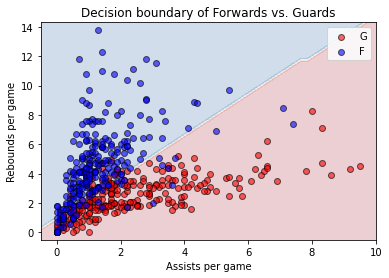 Decision boundary of Forwards vs. Guards
14
12
10
8
6
4
2
0
Rebounds per game
G
F
0
2
4
6
8
10
Assists per game